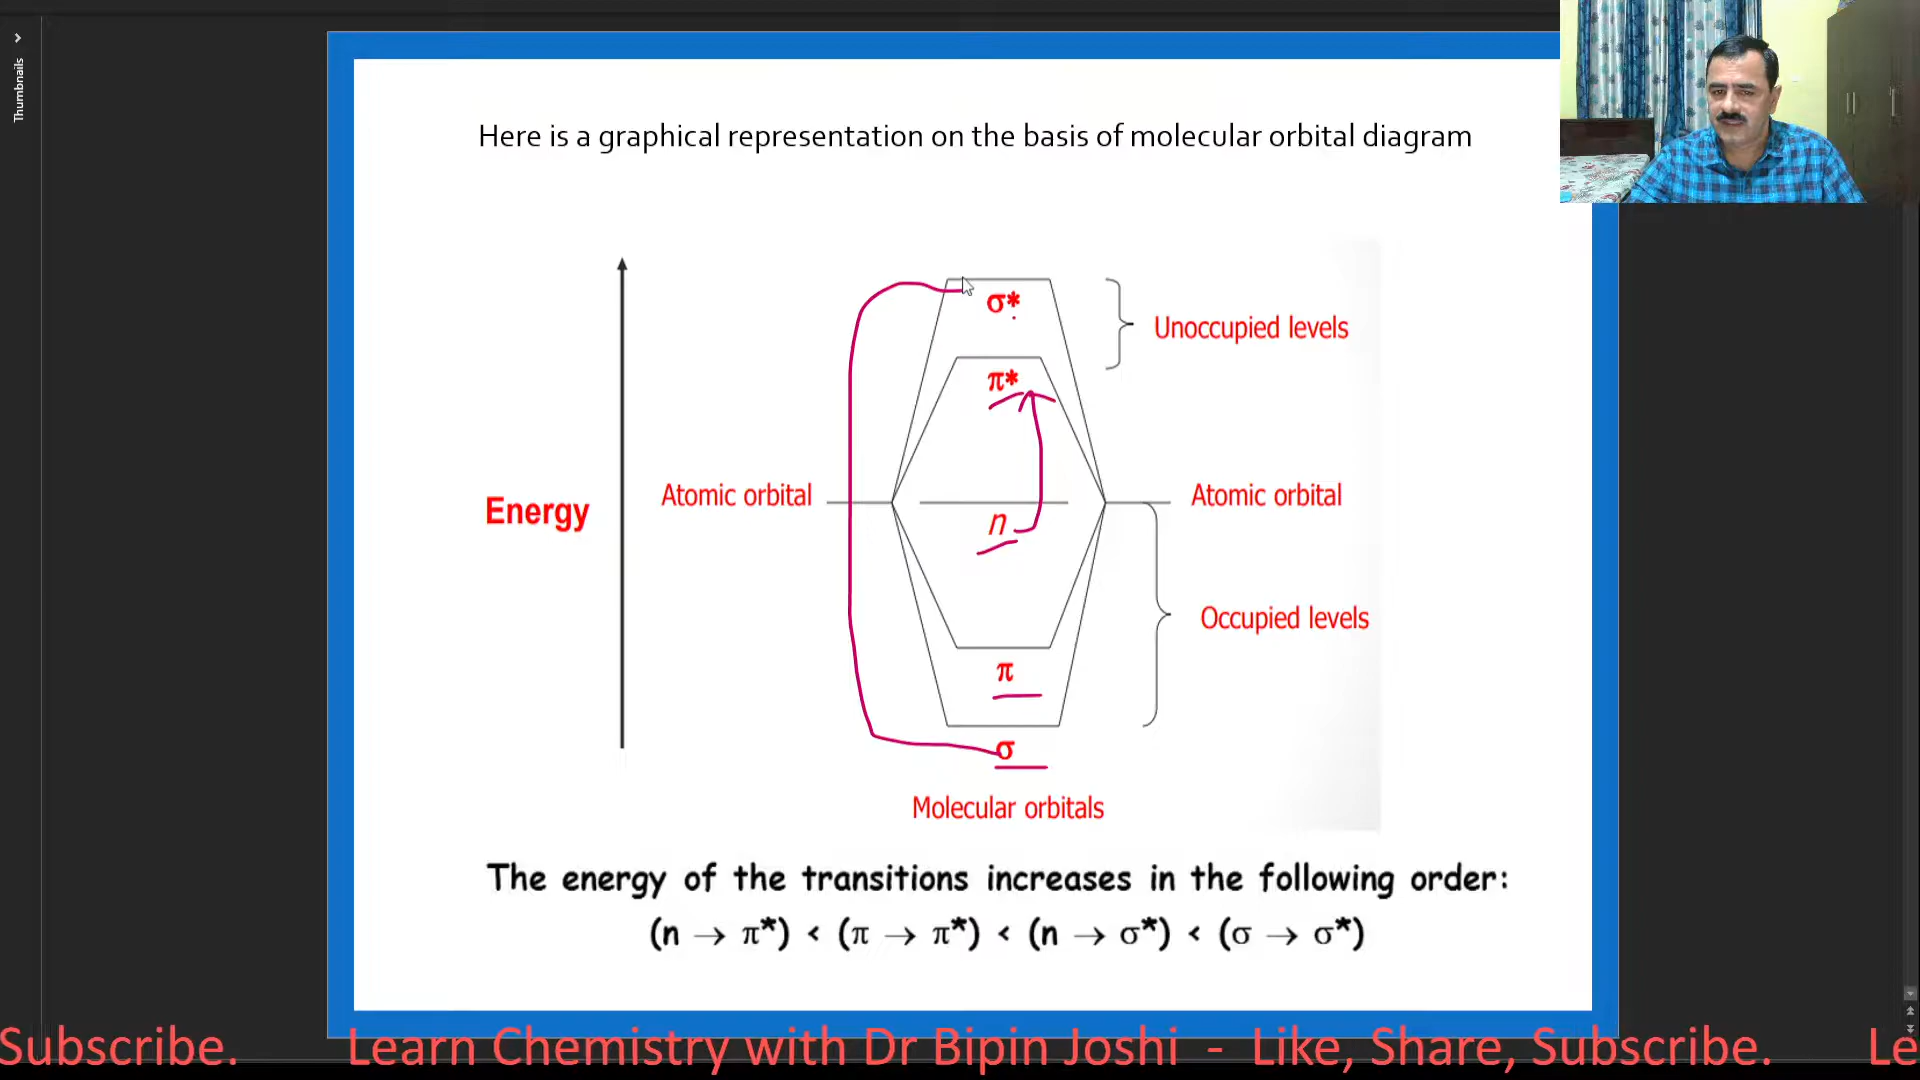 Thumbnails
Here is a graphical representation on the basis of molecular orbital diagram
σ*
Unoccupied levels
π*
Atomic orbital
Atomic orbital
Energy
n
Occupied levels
π
σ
Molecular orbitals
The energy of the transitions increases in the following order:
(n → π*) < (π → π*) < (n → σ*) < (σ → σ*)
Subscribe. Learn Chemistry with Dr Bipin Joshi - Like, Share, Subscribe. Le